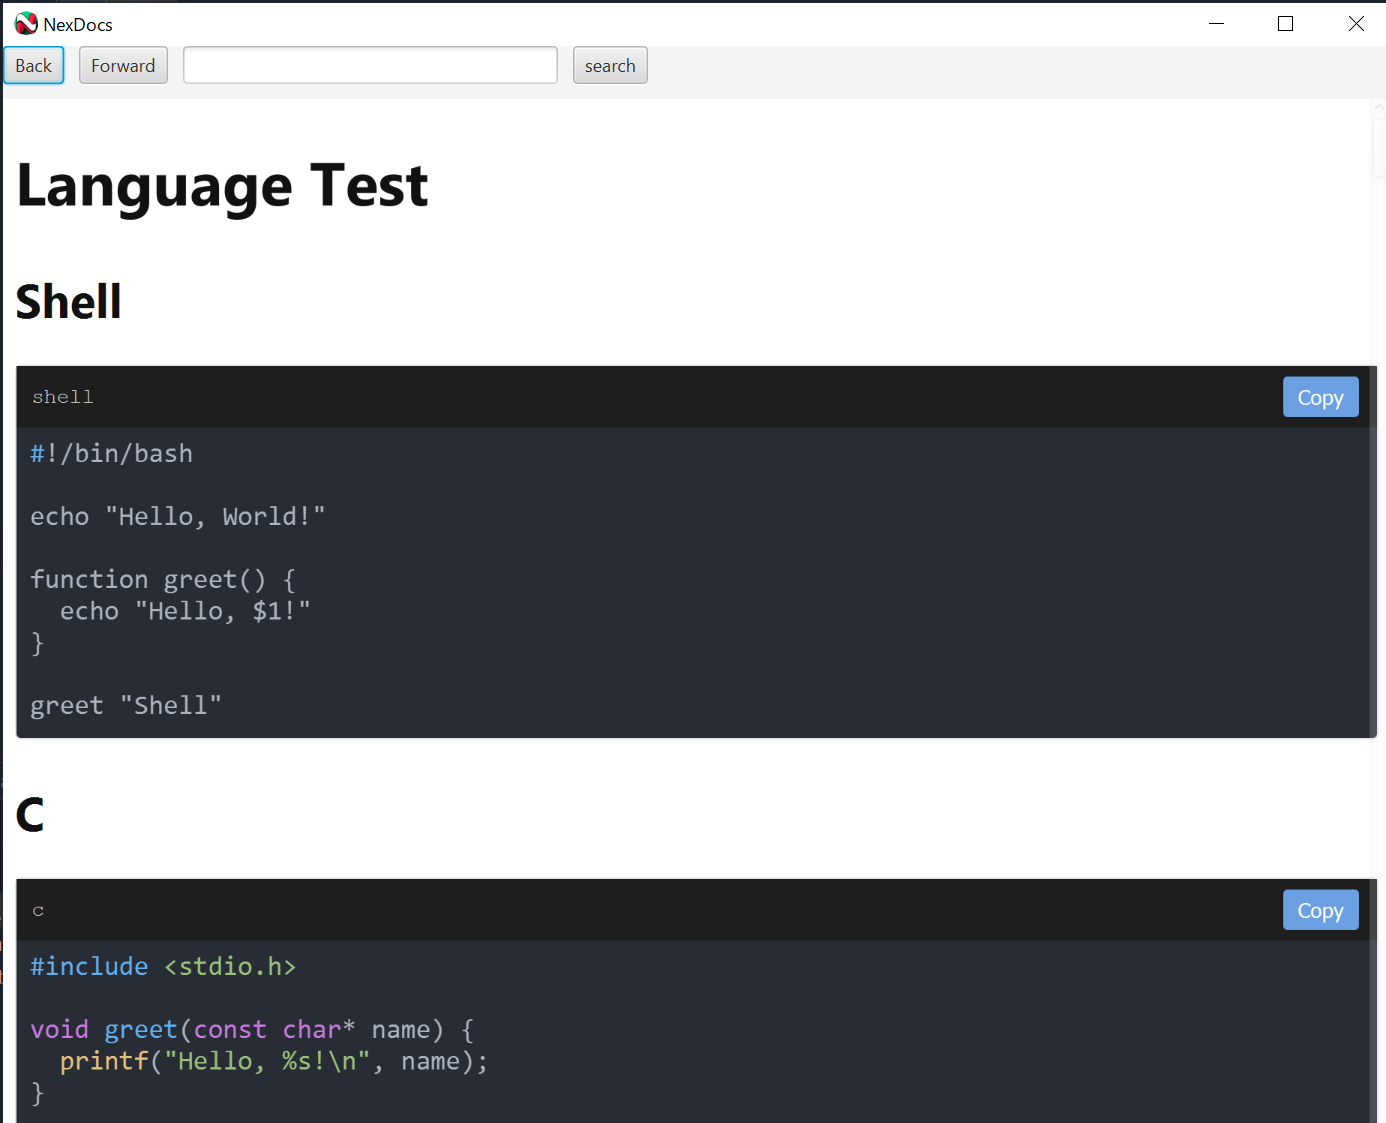 NexDocs
Back Forward search
Language Test
Shell
shell Copy
#!/bin/bash
echo "Hello, World!"
function greet() {
  echo "Hello, $1!"
}
greet "Shell"
C
c Copy
#include <stdio.h>
void greet(const char* name) {
  printf("Hello, %s!\n", name);
}